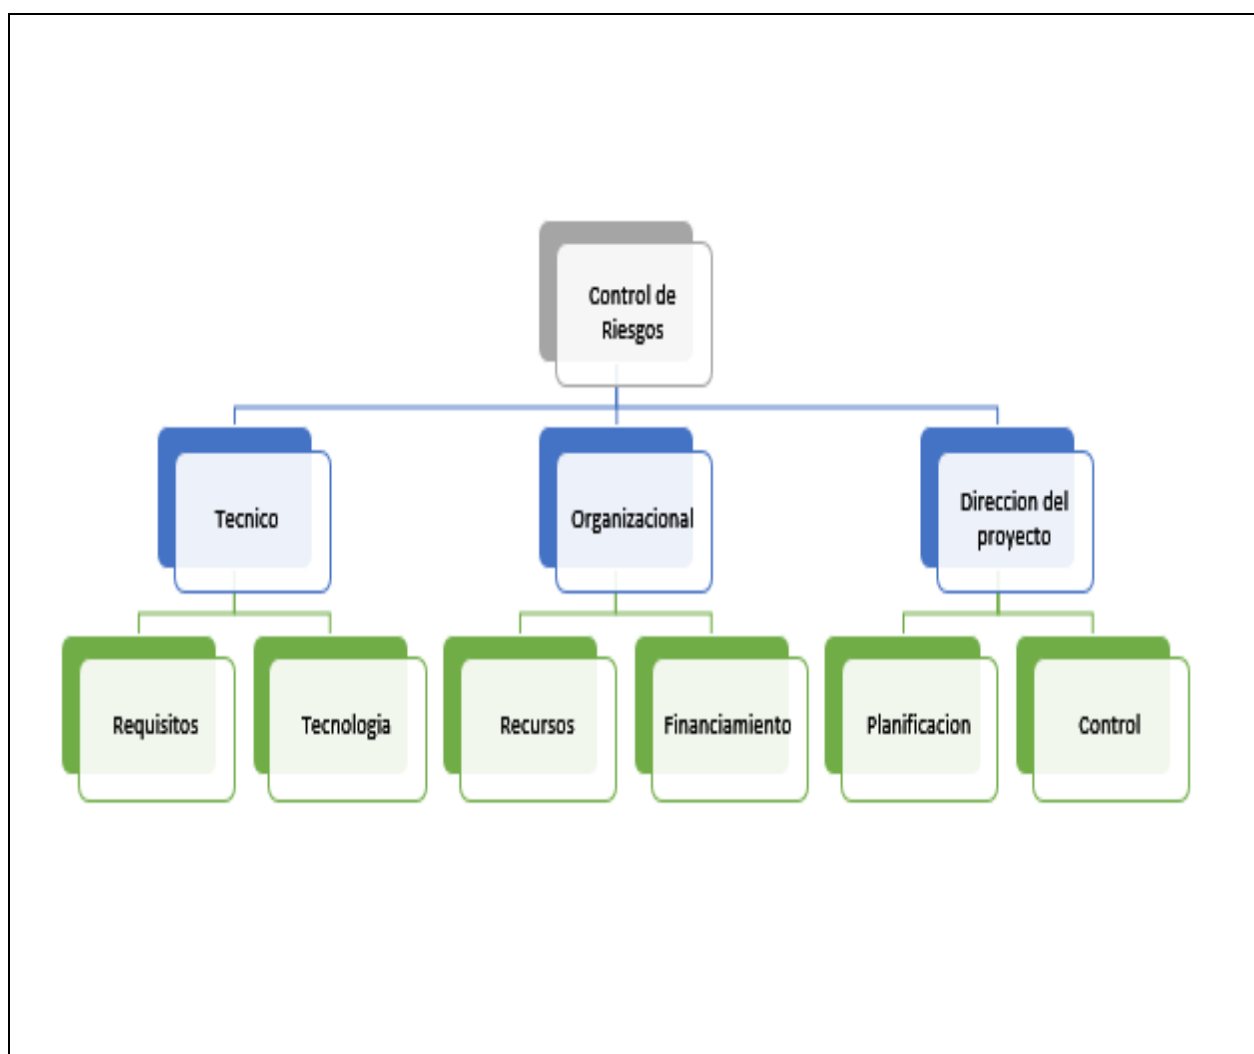 Control de
Riesgos
Tecnico
Organizacional
Direccion del
proyecto
Requisitos
Tecnologia
Recursos
Financiamiento
Planificacion
Control